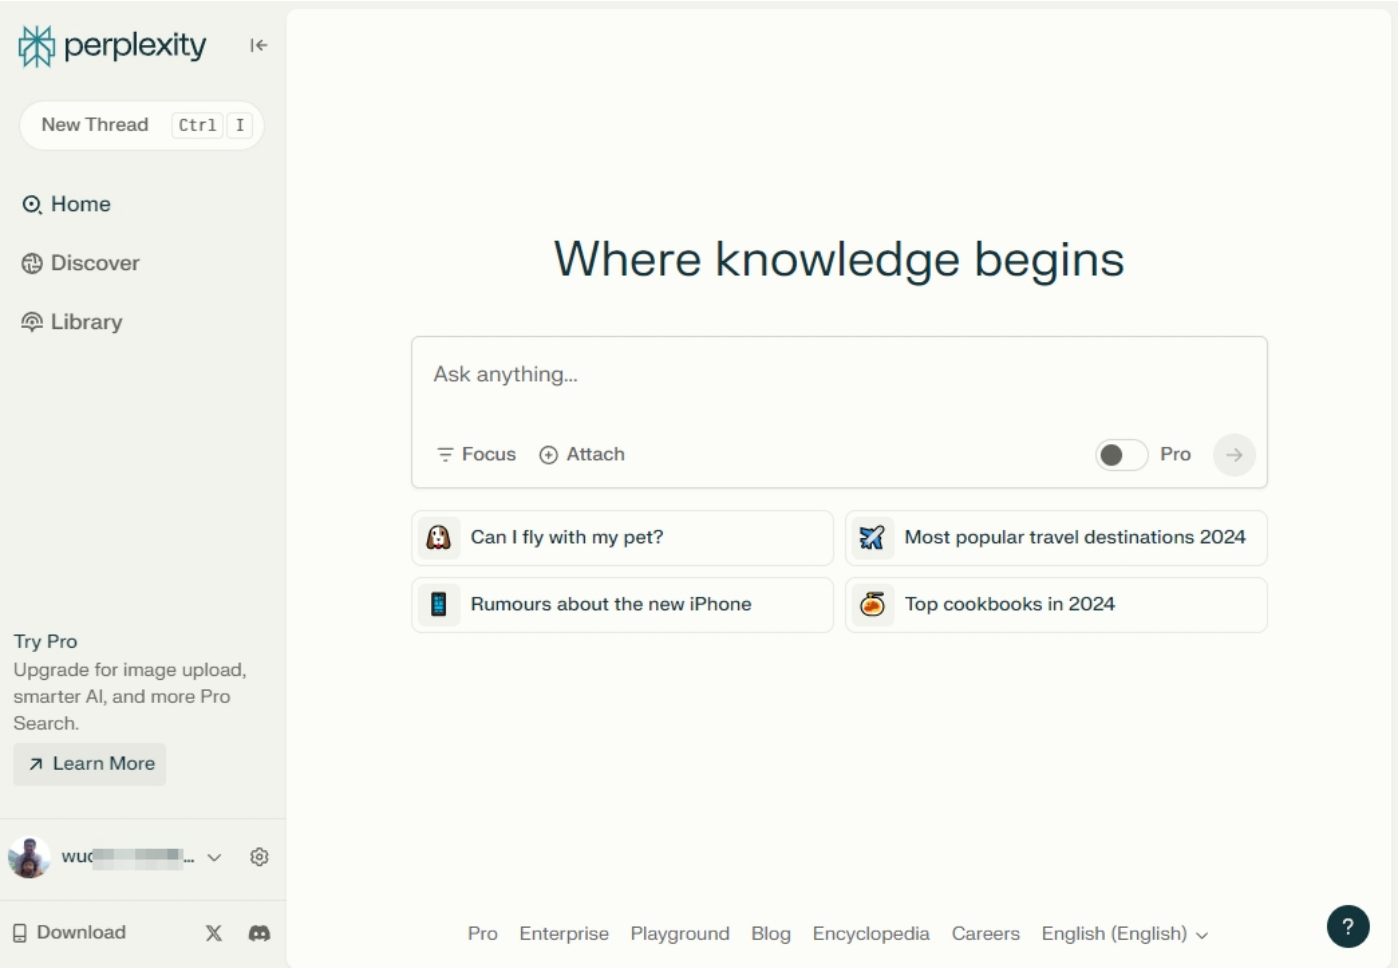 perplexity
New Thread Ctrl I
Home
Discover
Library
Try Pro
Upgrade for image upload,
smarter AI, and more Pro
Search.
Learn More
...
Download
Where knowledge begins
Ask anything...
Focus Attach Pro
Can I fly with my pet?
Most popular travel destinations 2024
Rumours about the new iPhone
Top cookbooks in 2024
Pro Enterprise Playground Blog Encyclopedia Careers English (English)
?